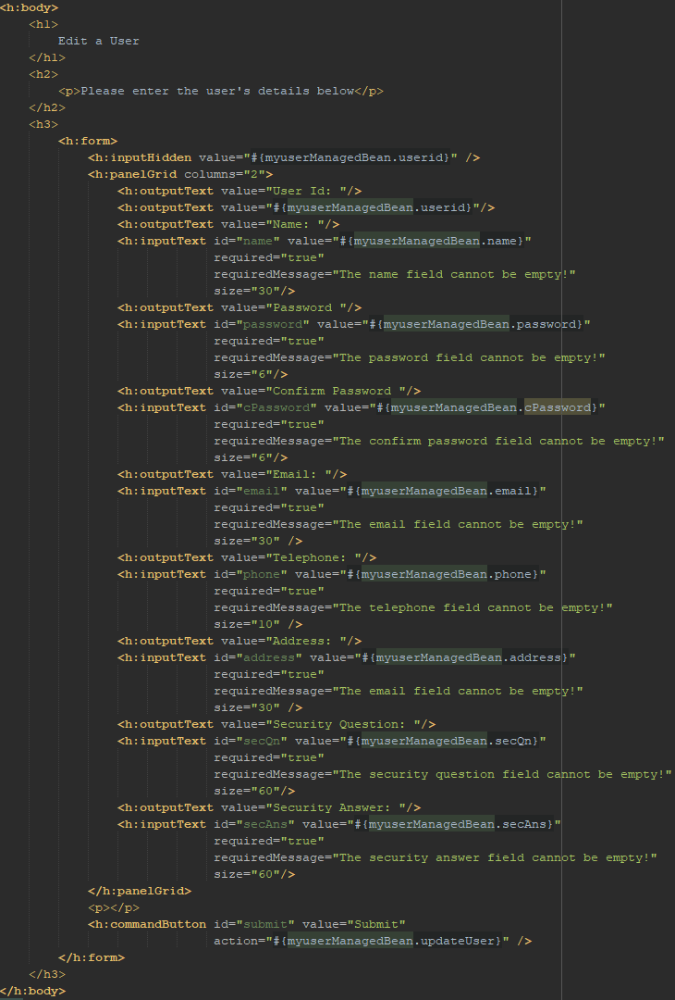 <h:body>
<h1>
Edit a User
</h1>
<h2>
<p>Please enter the user's details below</p>
</h2>
<h3>
<h:form>
<h:inputHidden value="#{myuserManagedBean.userid}" />
<h:panelGrid columns="2">
<h:outputText value="User Id: "/>
<h:outputText value="#{myuserManagedBean.userid}"/>
<h:outputText value="Name: "/>
<h:inputText id="name" value="#{myuserManagedBean.name}"
required="true"
requiredMessage="The name field cannot be empty!"
size="30"/>
<h:outputText value="Password "/>
<h:inputText id="password" value="#{myuserManagedBean.password}"
required="true"
requiredMessage="The password field cannot be empty!"
size="6"/>
<h:outputText value="Confirm Password "/>
<h:inputText id="cPassword" value="#{myuserManagedBean.cPassword}"
required="true"
requiredMessage="The confirm password field cannot be empty!"
size="6"/>
<h:outputText value="Email: "/>
<h:inputText id="email" value="#{myuserManagedBean.email}"
required="true"
requiredMessage="The email field cannot be empty!"
size="30" />
<h:outputText value="Telephone: "/>
<h:inputText id="phone" value="#{myuserManagedBean.phone}"
required="true"
requiredMessage="The telephone field cannot be empty!"
size="10" />
<h:outputText value="Address: "/>
<h:inputText id="address" value="#{myuserManagedBean.address}"
required="true"
requiredMessage="The email field cannot be empty!"
size="30" />
<h:outputText value="Security Question: "/>
<h:inputText id="secQn" value="#{myuserManagedBean.secQn}"
required="true"
requiredMessage="The security question field cannot be empty!"
size="60"/>
<h:outputText value="Security Answer: "/>
<h:inputText id="secAns" value="#{myuserManagedBean.secAns}"
required="true"
requiredMessage="The security answer field cannot be empty!"
size="60"/>
</h:panelGrid>
<p></p>
<h:commandButton id="submit" value="Submit"
action="#{myuserManagedBean.updateUser}" />
</h:form>
</h3>
</h:body>